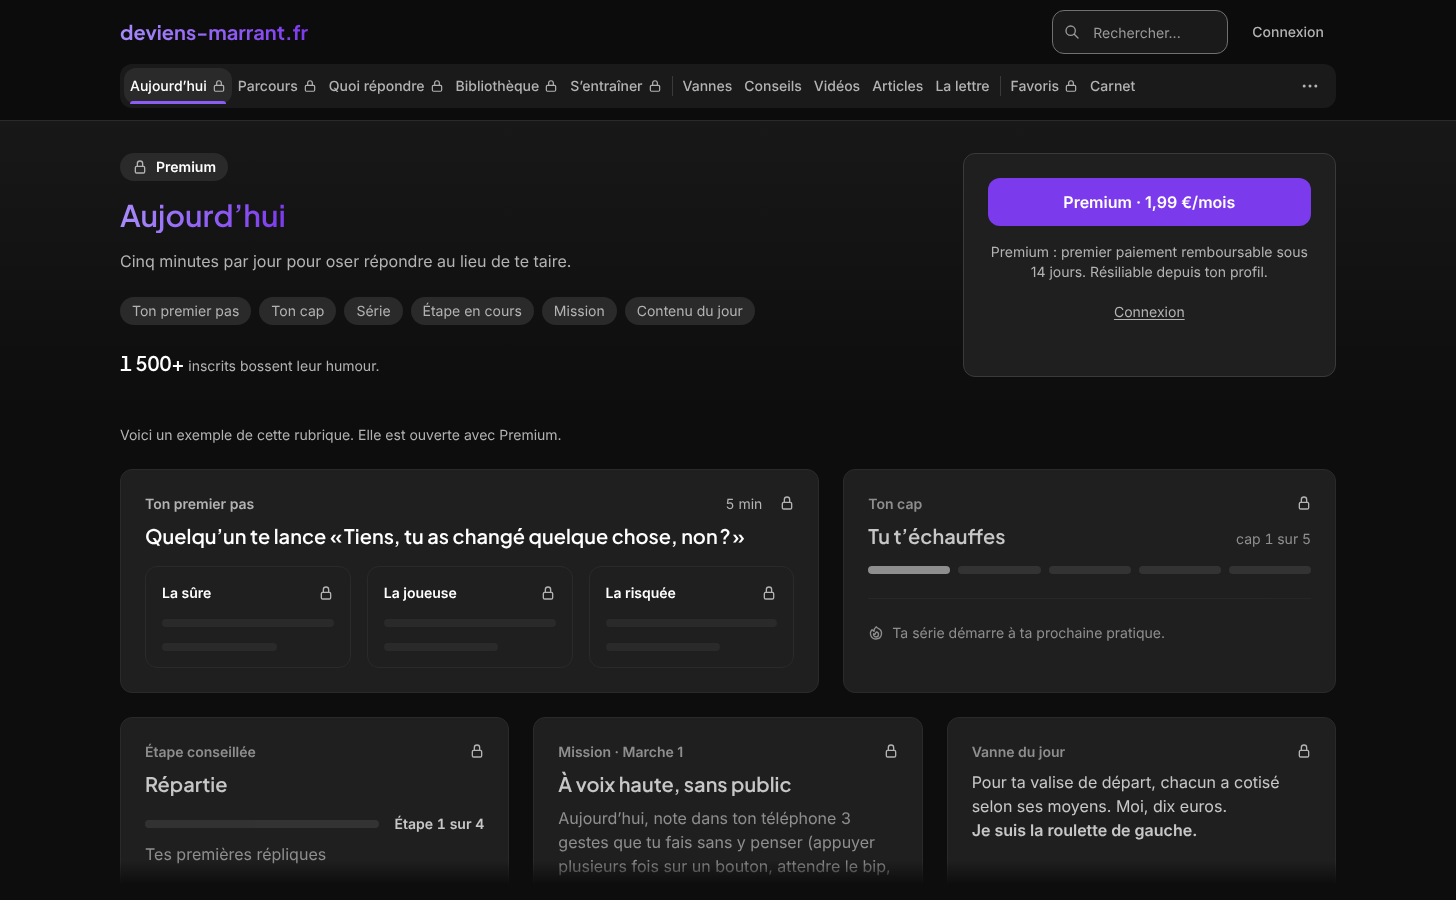 deviens-marrant.fr
Rechercher...
Connexion
Aujourd’hui
Parcours
Quoi répondre
Bibliothèque
S’entraîner
Vannes
Conseils
Vidéos
Articles
La lettre
Favoris
Carnet
Premium
Aujourd’hui
Cinq minutes par jour pour oser répondre au lieu de te taire.
Ton premier pas
Ton cap
Série
Étape en cours
Mission
Contenu du jour
1 500+ inscrits bossent leur humour.
Premium · 1,99 €/mois
Premium : premier paiement remboursable sous
14 jours. Résiliable depuis ton profil.
Connexion
Voici un exemple de cette rubrique. Elle est ouverte avec Premium.
Ton premier pas
5 min
Quelqu’un te lance « Tiens, tu as changé quelque chose, non ? »
La sûre
La joueuse
La risquée
Ton cap
Tu t’échauffes
cap 1 sur 5
Ta série démarre à ta prochaine pratique.
Étape conseillée
Répartie
Étape 1 sur 4
Tes premières répliques
Mission · Marche 1
À voix haute, sans public
Aujourd’hui, note dans ton téléphone 3
gestes que tu fais sans y penser (appuyer
plusieurs fois sur un bouton, attendre le bip,
Vanne du jour
Pour ta valise de départ, chacun a cotisé
selon ses moyens. Moi, dix euros.
Je suis la roulette de gauche.